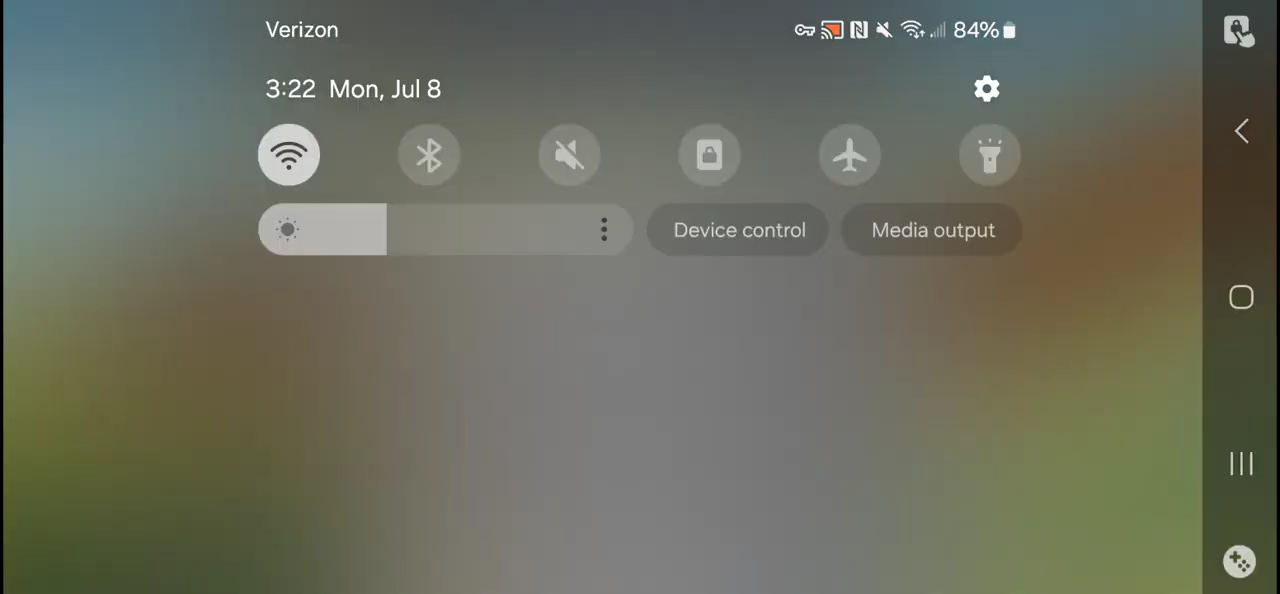 Verizon
84%
3:22 Mon, Jul 8
Device control
Media output